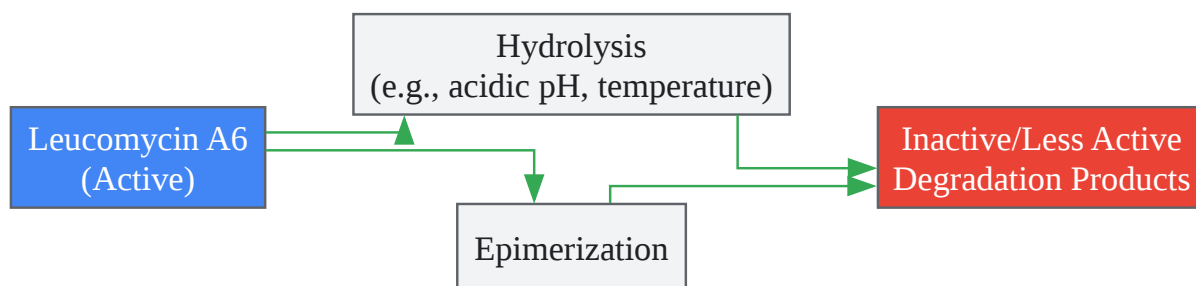 Hydrolysis
(e.g., acidic pH, temperature)
Leucomycin A6
(Active)
Inactive/Less Active
Degradation Products
Epimerization